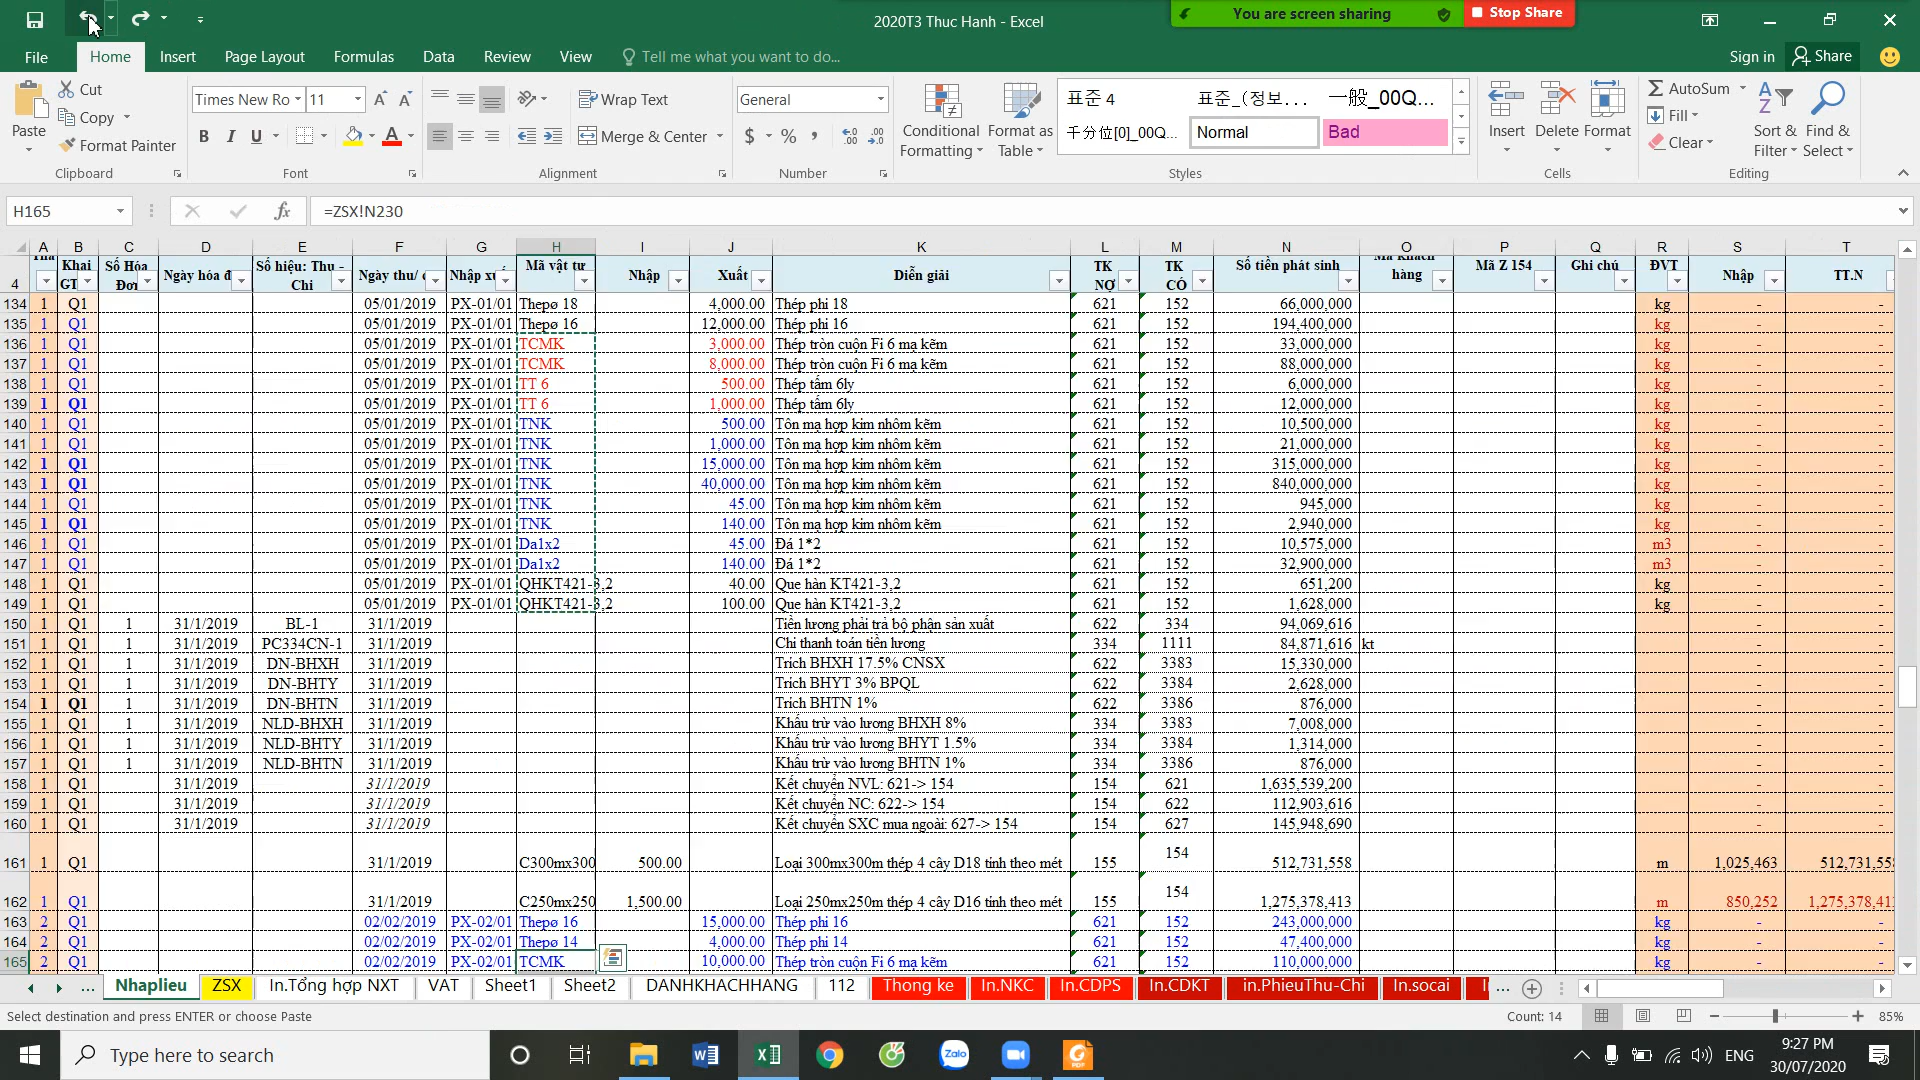 2020T3 Thuc Hanh - Excel
You are screen sharing
Stop Share
File Home Insert Page Layout Formulas Data Review View Tell me what you want to do...
Sign in Share
Paste Cut Copy Format Painter
Times New Ro 11
Wrap Text
Merge & Center
General
Conditional Formatting
Format as Table
표준 4 표준_(정보... 一般_00Q...
千分位[0]_00Q... Normal Bad
Insert Delete Format
AutoSum Fill Clear
Sort & Filter Find & Select
Clipboard Font Alignment Number Styles Cells Editing
H165 =ZSX!N230
A B C D E F G H I J K L M N O P Q R S T
4 Khai GT Số Hóa Đơ Ngày hóa đ Số hiệu: Thu - Chi Ngày thu/ Nhập xu Mã vật tư Nhập Xuất Diễn giải TK NỢ TK CÓ Số tiền phát sinh Mã khách hàng Mã Z 154 Ghi chú ĐVT Nhập TT.N
134 1 Q1 05/01/2019 PX-01/01 Thepø 18 4,000.00 Thép phi 18 621 152 66,000,000 kg - -
135 1 Q1 05/01/2019 PX-01/01 Thepø 16 12,000.00 Thép phi 16 621 152 194,400,000 kg - -
136 1 Q1 05/01/2019 PX-01/01 TCMK 3,000.00 Thép tròn cuộn Fi 6 mạ kẽm 621 152 33,000,000 kg - -
137 1 Q1 05/01/2019 PX-01/01 TCMK 8,000.00 Thép tròn cuộn Fi 6 mạ kẽm 621 152 88,000,000 kg - -
138 1 Q1 05/01/2019 PX-01/01 TT 6 500.00 Thép tấm 6ly 621 152 6,000,000 kg - -
139 1 Q1 05/01/2019 PX-01/01 TT 6 1,000.00 Thép tấm 6ly 621 152 12,000,000 kg - -
140 1 Q1 05/01/2019 PX-01/01 TNK 500.00 Tôn mạ hợp kim nhôm kẽm 621 152 10,500,000 kg - -
141 1 Q1 05/01/2019 PX-01/01 TNK 1,000.00 Tôn mạ hợp kim nhôm kẽm 621 152 21,000,000 kg - -
142 1 Q1 05/01/2019 PX-01/01 TNK 15,000.00 Tôn mạ hợp kim nhôm kẽm 621 152 315,000,000 kg - -
143 1 Q1 05/01/2019 PX-01/01 TNK 40,000.00 Tôn mạ hợp kim nhôm kẽm 621 152 840,000,000 kg - -
144 1 Q1 05/01/2019 PX-01/01 TNK 45.00 Tôn mạ hợp kim nhôm kẽm 621 152 945,000 kg - -
145 1 Q1 05/01/2019 PX-01/01 TNK 140.00 Tôn mạ hợp kim nhôm kẽm 621 152 2,940,000 kg - -
146 1 Q1 05/01/2019 PX-01/01 Da1x2 45.00 Đá 1*2 621 152 10,575,000 m3 - -
147 1 Q1 05/01/2019 PX-01/01 Da1x2 140.00 Đá 1*2 621 152 32,900,000 m3 - -
148 1 Q1 05/01/2019 PX-01/01 QHKT421-3,2 40.00 Que hàn KT421-3,2 621 152 651,200 kg - -
149 1 Q1 05/01/2019 PX-01/01 QHKT421-3,2 100.00 Que hàn KT421-3,2 621 152 1,628,000 kg - -
150 1 Q1 1 31/1/2019 BL-1 31/1/2019 Tiền lương phải trả bộ phận sản xuất 622 334 94,069,616 - -
151 1 Q1 1 31/1/2019 PC334CN-1 31/1/2019 Chi thanh toán tiền lương 334 1111 84,871,616 kt - -
152 1 Q1 1 31/1/2019 DN-BHXH 31/1/2019 Trích BHXH 17.5% CNSX 622 3383 15,330,000 - -
153 1 Q1 1 31/1/2019 DN-BHTY 31/1/2019 Trích BHYT 3% BPQL 622 3384 2,628,000 - -
154 1 Q1 1 31/1/2019 DN-BHTN 31/1/2019 Trích BHTN 1% 622 3386 876,000 - -
155 1 Q1 1 31/1/2019 NLD-BHXH 31/1/2019 Khấu trừ vào lương BHXH 8% 334 3383 7,008,000 - -
156 1 Q1 1 31/1/2019 NLD-BHTY 31/1/2019 Khấu trừ vào lương BHYT 1.5% 334 3384 1,314,000 - -
157 1 Q1 1 31/1/2019 NLD-BHTN 31/1/2019 Khấu trừ vào lương BHTN 1% 334 3386 876,000 - -
158 1 Q1 31/1/2019 31/1/2019 Kết chuyển NVL: 621-> 154 154 621 1,635,539,200 - -
159 1 Q1 31/1/2019 31/1/2019 Kết chuyển NC: 622-> 154 154 622 112,903,616 - -
160 1 Q1 31/1/2019 31/1/2019 Kết chuyển SXC mua ngoài: 627-> 154 154 627 145,948,690 - -
161 1 Q1 31/1/2019 C300mx300 500.00 Loại 300mx300m thép 4 cây D18 tính theo mét 155 154 512,731,558 m 1,025,463 512,731,558
162 1 Q1 31/1/2019 C250mx250 1,500.00 Loại 250mx250m thép 4 cây D16 tính theo mét 155 154 1,275,378,413 m 850,252 1,275,378,41
163 2 Q1 02/02/2019 PX-02/01 Thepø 16 15,000.00 Thép phi 16 621 152 243,000,000 kg - -
164 2 Q1 02/02/2019 PX-02/01 Thepø 14 4,000.00 Thép phi 14 621 152 47,400,000 kg - -
165 2 Q1 02/02/2019 PX-02/01 TCMK 10,000.00 Thép tròn cuộn Fi 6 mạ kẽm 621 152 110,000,000 kg - -
... Nhaplieu ZSX In.Tổng hợp NXT VAT Sheet1 Sheet2 DANHKHACHHANG 112 Thong ke In.NKC In.CDPS In.CDKT in.PhieuThu-Chi In.socai ...
Select destination and press ENTER or choose Paste Count: 14 85%
Type here to search
Zalo
ENG
9:27 PM
30/07/2020